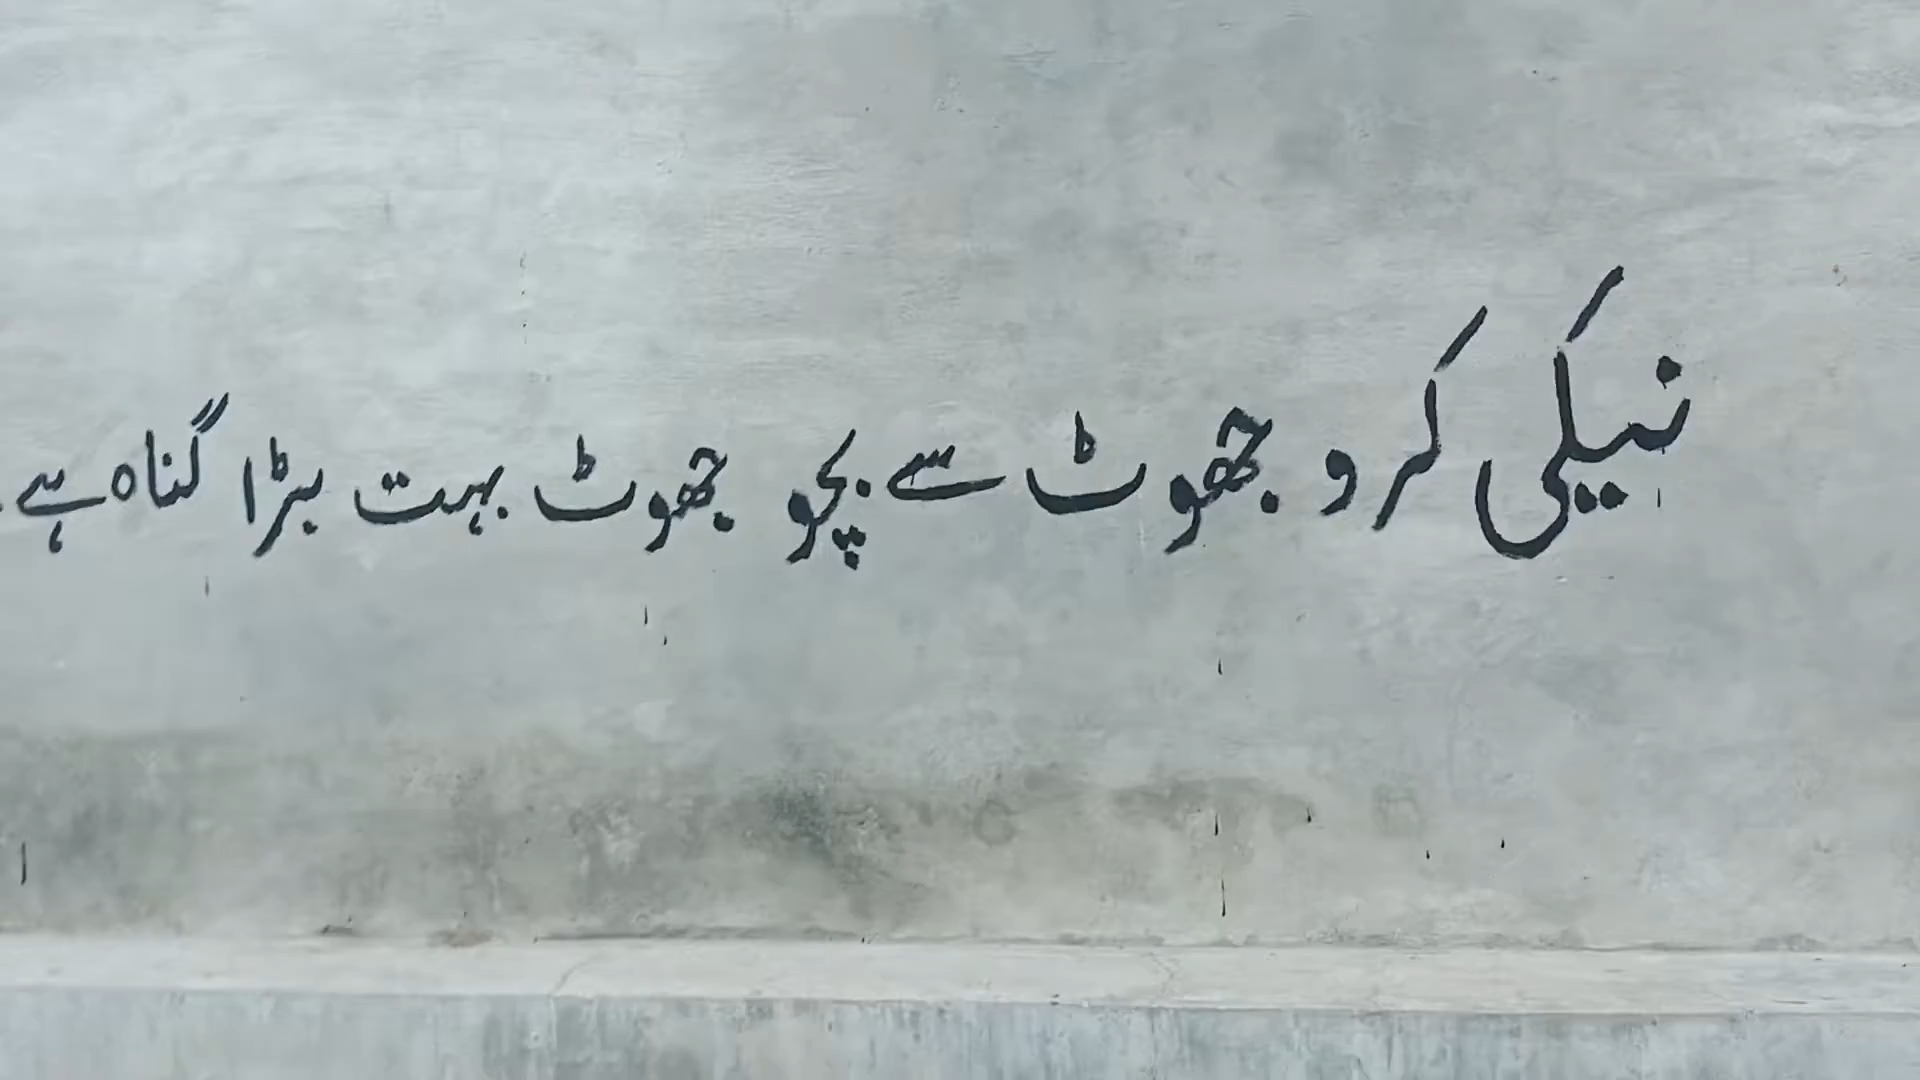 نیکی کرو جھوٹ سے بچو جھوٹ بہت بڑا گناہ ہے